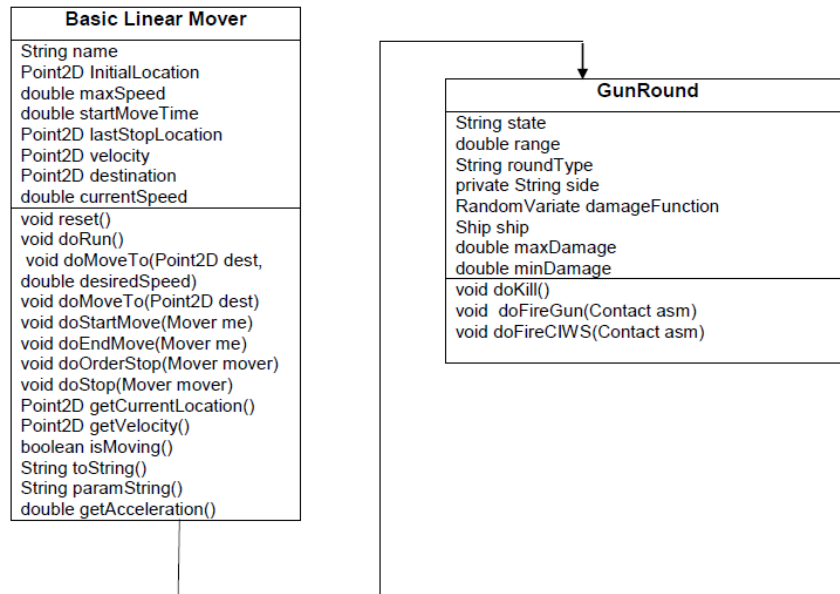 Basic Linear Mover
String name
Point2D InitialLocation
double maxSpeed
double startMoveTime
Point2D lastStopLocation
Point2D velocity
Point2D destination
double currentSpeed
void reset()
void doRun()
void doMoveTo(Point2D dest,
double desiredSpeed)
void doMoveTo(Point2D dest)
void doStartMove(Mover me)
void doEndMove(Mover me)
void doOrderStop(Mover mover)
void doStop(Mover mover)
Point2D getCurrentLocation()
Point2D getVelocity()
boolean isMoving()
String toString()
String paramString()
double getAcceleration()
GunRound
String state
double range
String roundType
private String side
RandomVariate damageFunction
Ship ship
double maxDamage
double minDamage
void doKill()
void doFireGun(Contact asm)
void doFireCIWS(Contact asm)